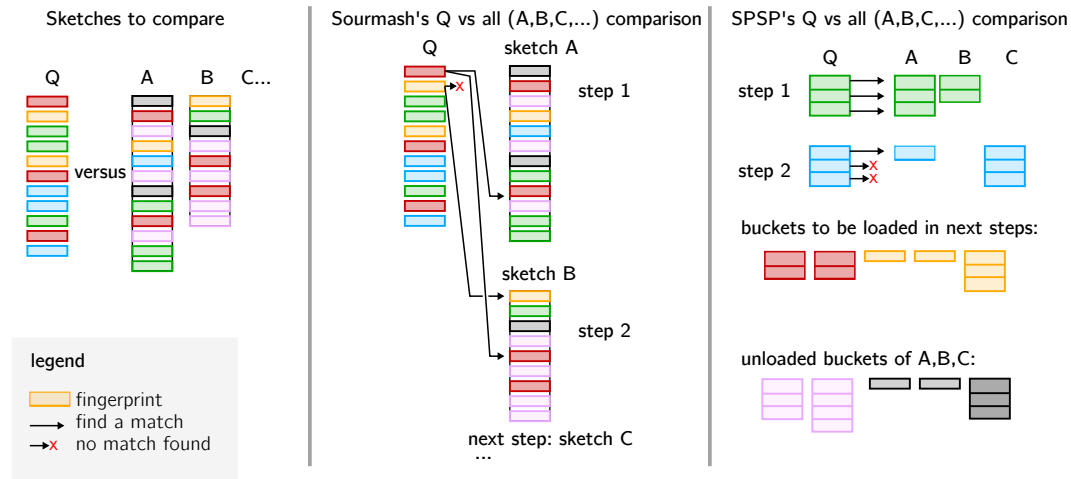 Sketches to compare
Q
A
B
C...
versus
legend
fingerprint
find a match
x no match found
Sourmash's Q vs all (A,B,C,...) comparison
Q
sketch A
x
step 1
sketch B
step 2
next step: sketch C
...
SPSP's Q vs all (A,B,C,...) comparison
Q
A
B
C
step 1
step 2
x
x
buckets to be loaded in next steps:
unloaded buckets of A,B,C: